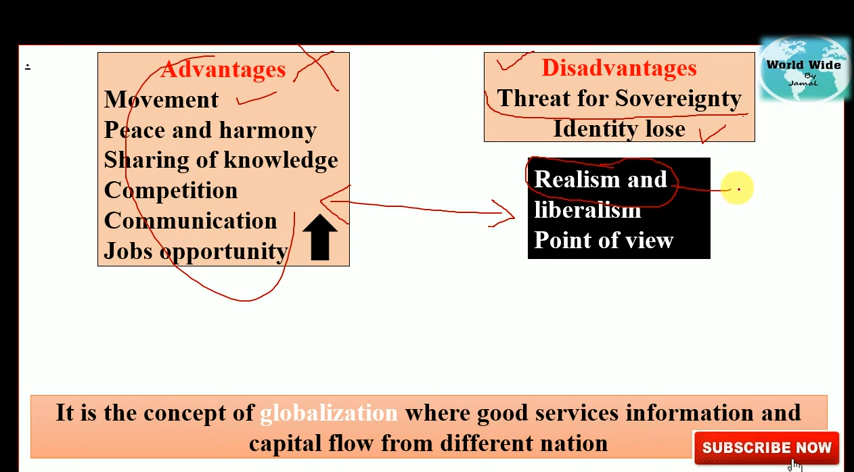 Advantages
Movement
Peace and harmony
Sharing of knowledge
Competition
Communication
Jobs opportunity
Disadvantages
Threat for Sovereignty
Identity lose
Realism and
liberalism
Point of view
World Wide
By
Jamal
It is the concept of globalization where good services information and
capital flow from different nation
SUBSCRIBE NOW